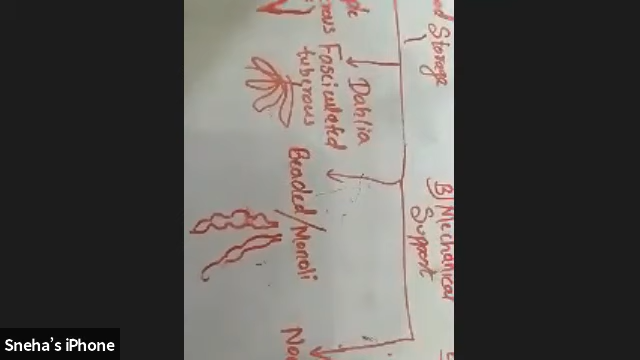 Storage
Dahlia
Fasciculated
tuberous
Beaded/Monoli
B) Mechanical
Support
Sneha's iPhone